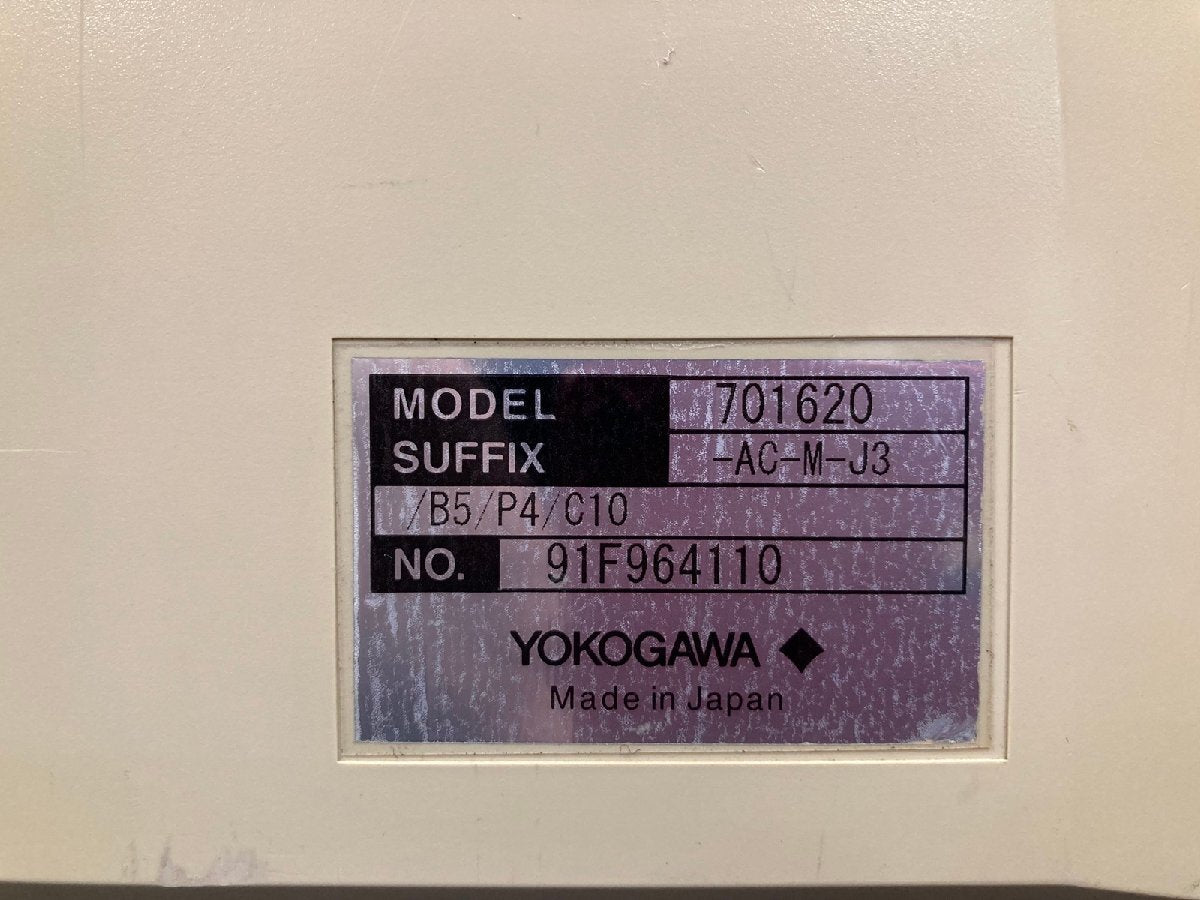 MODEL 701620
SUFFIX -AC-M-J3
/B5/P4/C10
NO. 91F964110
YOKOGAWA
Made in Japan